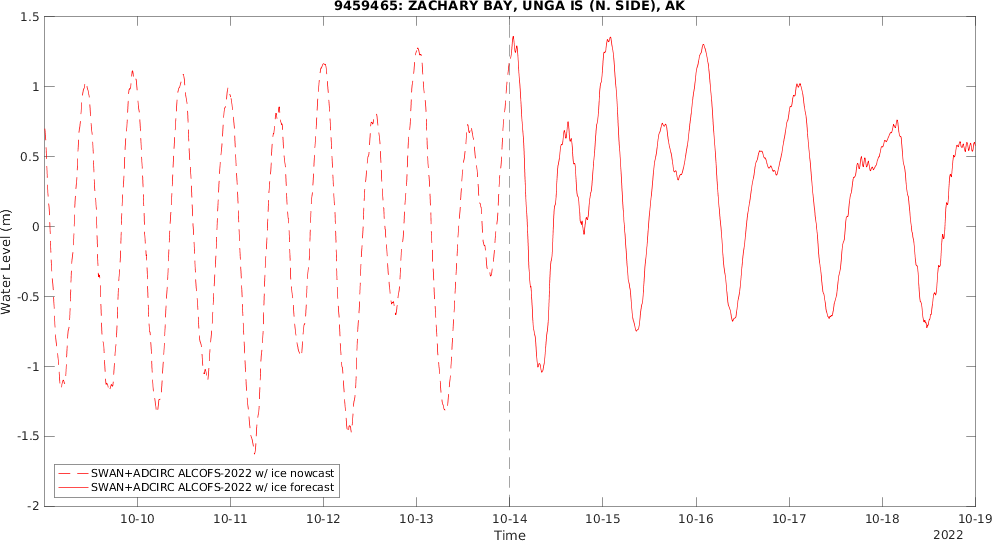 9459465: ZACHARY BAY, UNGA IS (N. SIDE), AK
1.5
1
0.5
0
-0.5
-1
-1.5
-2
Water Level (m)
SWAN+ADCIRC ALCOFS-2022 w/ ice nowcast
SWAN+ADCIRC ALCOFS-2022 w/ ice forecast
10-10 10-11 10-12 10-13 10-14 10-15 10-16 10-17 10-18 10-19
Time
2022